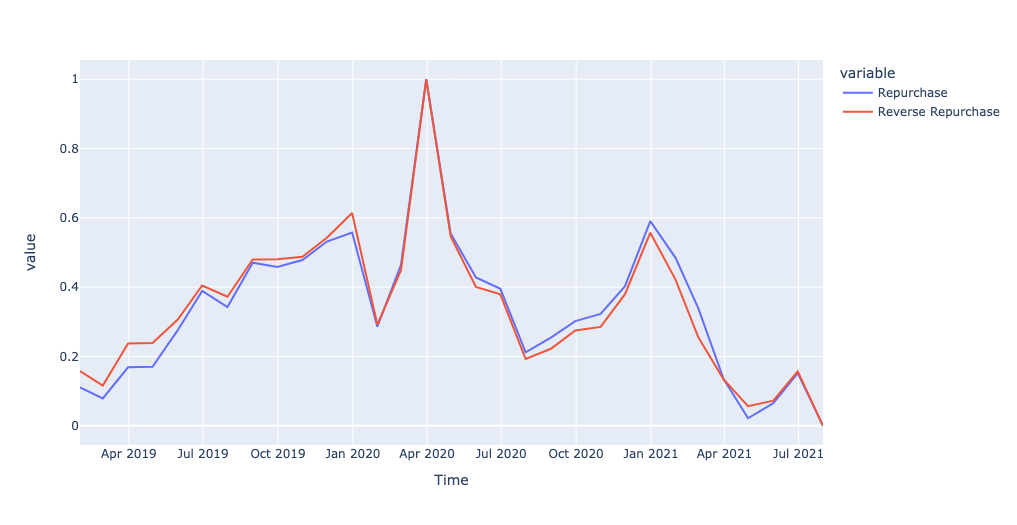 variable
Repurchase
Reverse Repurchase
value
1
0.8
0.6
0.4
0.2
0
Apr 2019 Jul 2019 Oct 2019 Jan 2020 Apr 2020 Jul 2020 Oct 2020 Jan 2021 Apr 2021 Jul 2021
Time